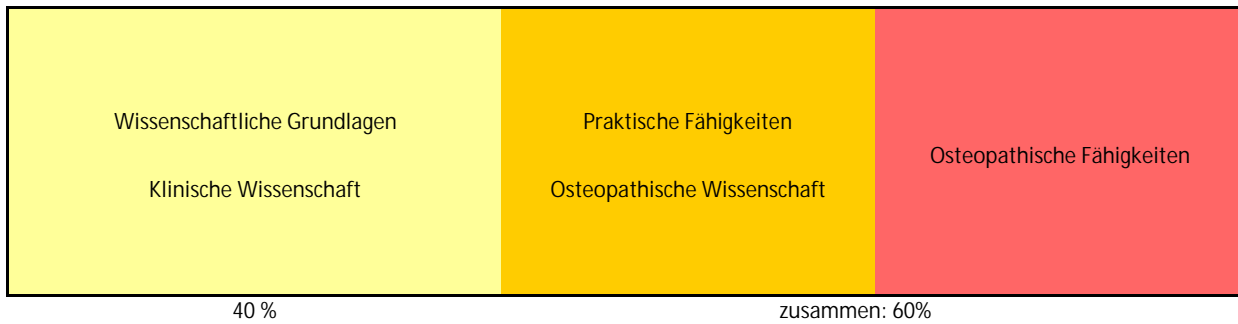 Wissenschaftliche Grundlagen
Klinische Wissenschaft
Praktische Fähigkeiten
Osteopathische Wissenschaft
Osteopathische Fähigkeiten
40 %
zusammen: 60%